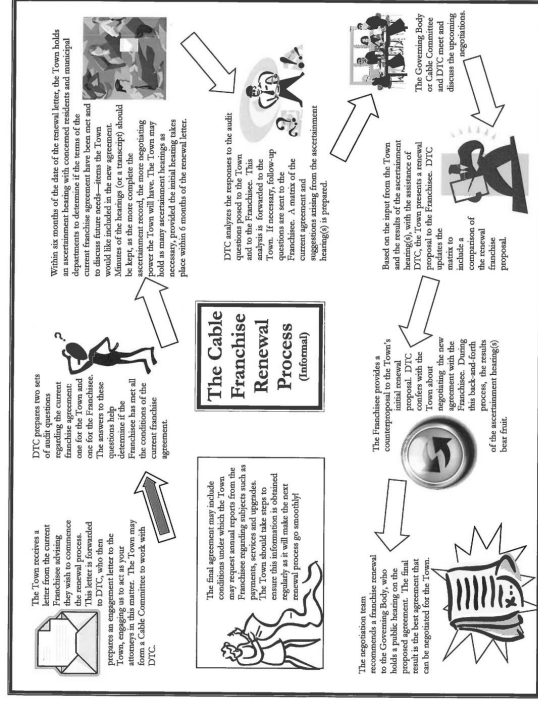 The Town receives a
letter from the current
Franchisee advising
they wish to commence
the renewal process.
This letter is forwarded
to DTC, who then
prepares an engagement letter to the
Town, engaging us to act as your
attorneys in this matter. The Town may
form a Cable Committee to work with
DTC.
DTC prepares two sets
of audit questions
regarding the current
franchise agreement:
one for the Town and
one for the Franchisee.
The answers to these
questions help
determine if the
Franchisee has met all
the conditions of the
current franchise
agreement.
Within six months of the date of the renewal letter, the Town holds
an ascertainment hearing with concerned residents and municipal
departments to determine if the terms of the
current franchise agreement have been met and
to discuss future needs—items the Town
would like included in the new agreement.
Minutes of the hearings (or a transcript) should
be kept, as the more complete the
ascertainment record, the more negotiating
power the Town will have. The Town may
hold as many ascertainment hearings as
necessary, provided the initial hearing takes
place within 6 months of the renewal letter.
DTC analyzes the responses to the audit
questions posed to the Town
and to the Franchisee. This
analysis is forwarded to the
Town. If necessary, follow-up
questions are sent to the
Franchisee. A matrix of the
current agreement and
suggestions arising from the ascertainment
hearing(s) is prepared.
The Governing Body
or Cable Committee
and DTC meet and
discuss the upcoming
negotiations.
Based on the input from the Town
and the results of the ascertainment
hearing(s), with the assistance of
DTC, the Town presents a renewal
proposal to the Franchisee. DTC
updates the
matrix to
include a
comparison of
the renewal
franchise
proposal.
The Franchisee provides a
counterproposal to the Town's
initial renewal
proposal. DTC
confers with the
Town about
negotiating the new
agreement with the
Franchisee. During
this back-and-forth
process, the results
of the ascertainment hearing(s)
bear fruit.
The negotiation team
recommends a franchise renewal
to the Governing Body, who
holds a public hearing on the
proposed agreement. The final
result is the best agreement that
can be negotiated for the Town.
The final agreement may include
conditions under which the Town
may request annual reports from the
Franchisee regarding subjects such as
payments, services and upgrades.
The Town should take steps to
ensure this information is obtained
regularly as it will make the next
renewal process go smoothly!
The Cable
Franchise
Renewal
Process
(Informal)